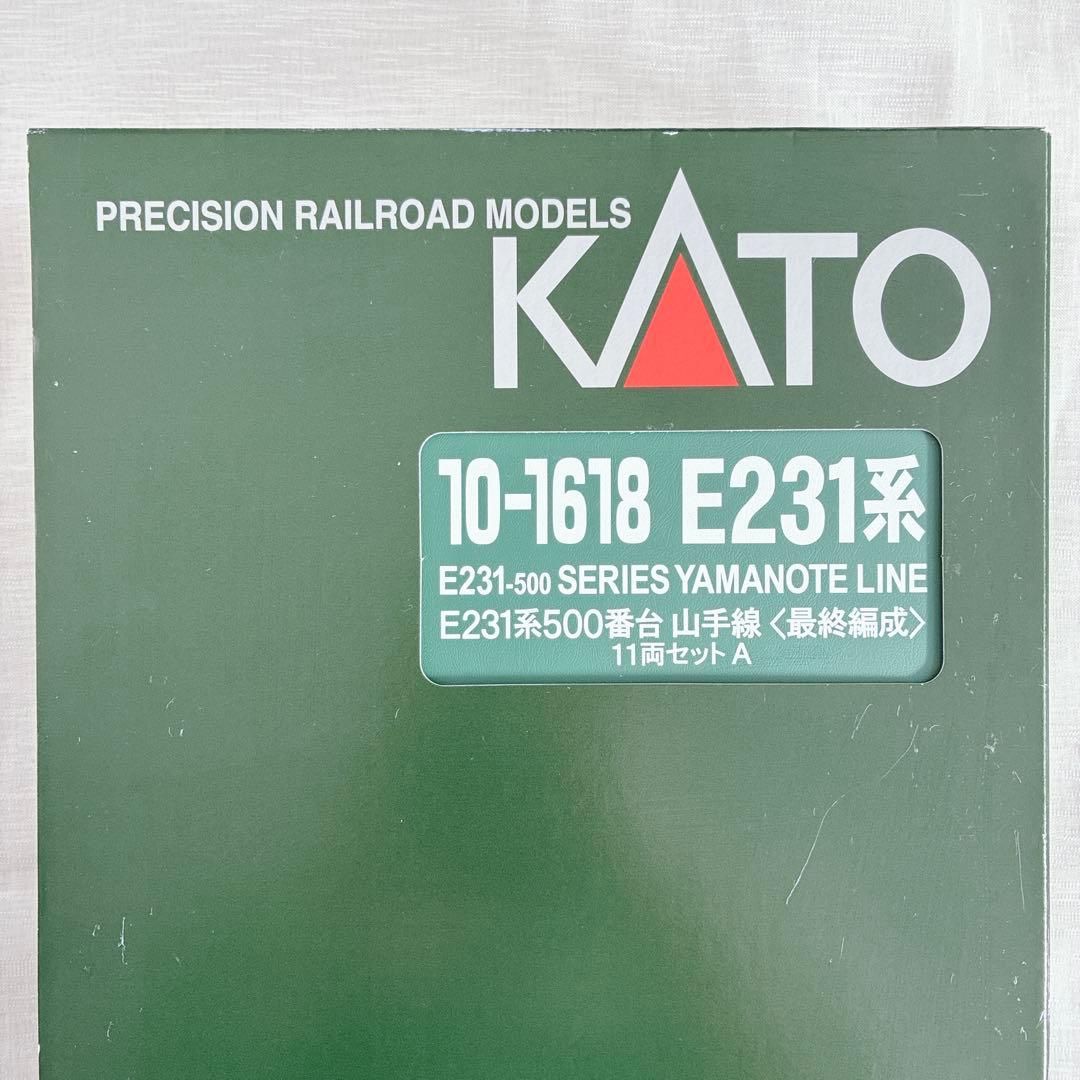 PRECISION RAILROAD MODELS
KATO
10-1618 E231系
E231-500 SERIES YAMANOTE LINE
E231系500番台 山手線〈最終編成〉
11両セット A